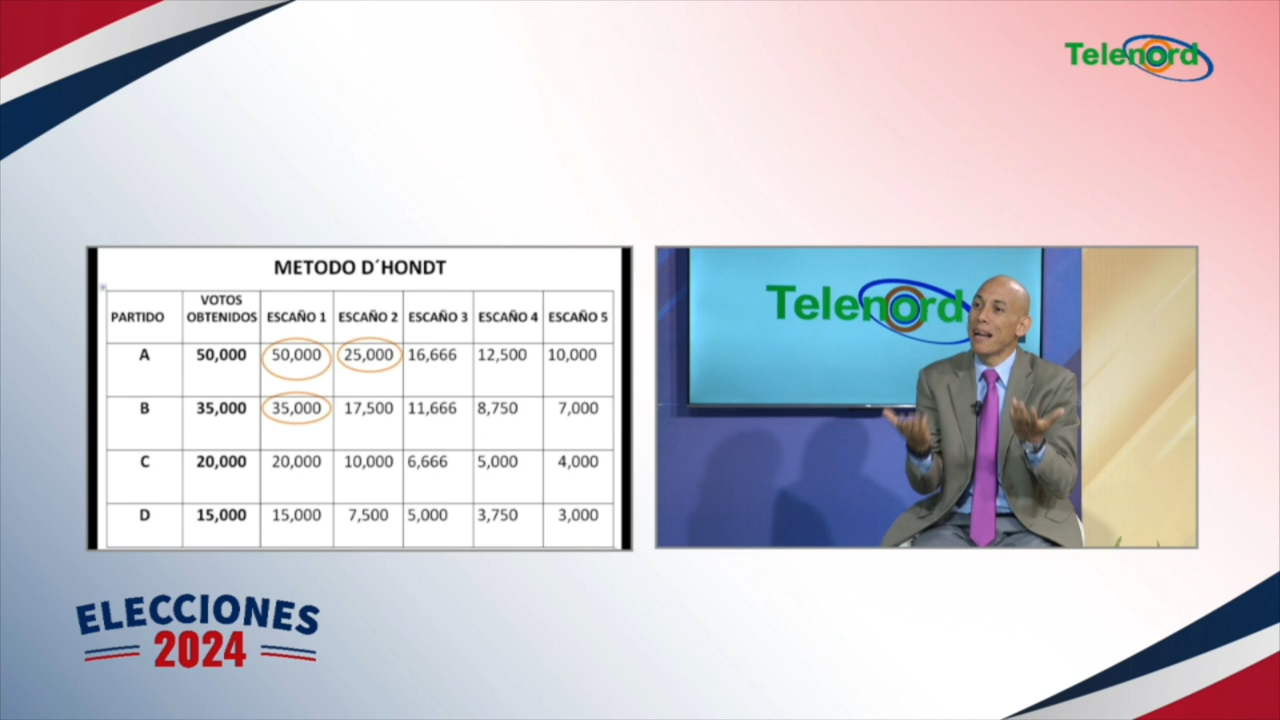 Telenord
METODO D´HONDT
PARTIDO VOTOS OBTENIDOS ESCAÑO 1 ESCAÑO 2 ESCAÑO 3 ESCAÑO 4 ESCAÑO 5
A 50,000 50,000 25,000 16,666 12,500 10,000
B 35,000 35,000 17,500 11,666 8,750 7,000
C 20,000 20,000 10,000 6,666 5,000 4,000
D 15,000 15,000 7,500 5,000 3,750 3,000
Telenord
ELECCIONES
2024